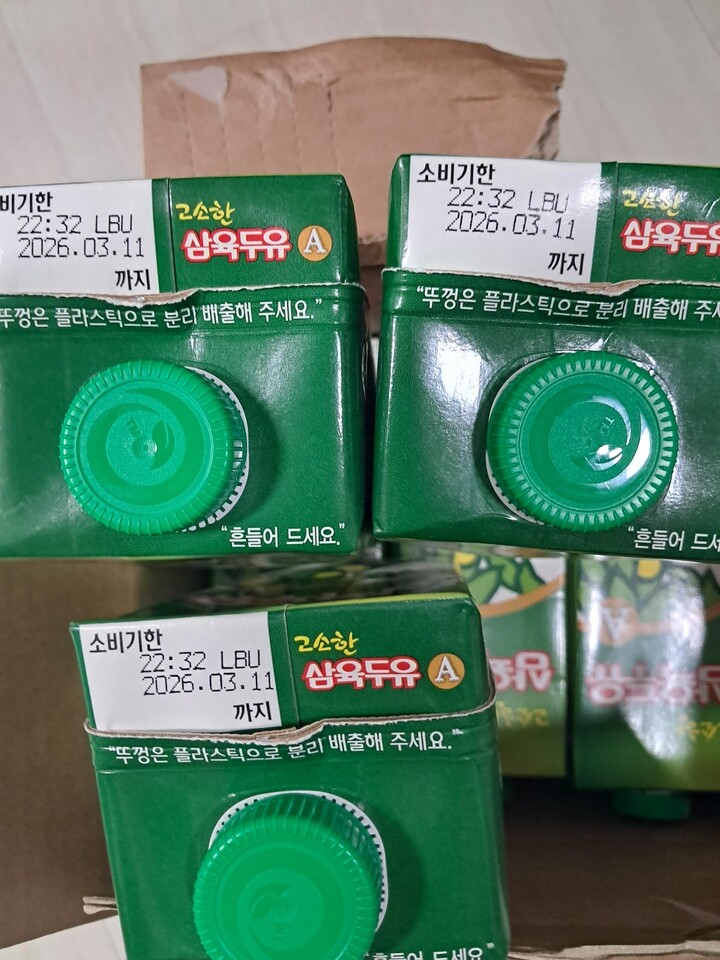 비기한
22:32 LBU
2026.03.11
까지
고소한
삼육두유 A
뚜껑은 플라스틱으로 분리 배출해 주세요."
"흔들어 드세요."
소비기한
22:32 LBU
2026.03.11
까지
고소한
삼육두유
"뚜껑은 플라스틱으로 분리 배출해 주세
"흔들어 드세
소비기한
22:32 LBU
2026.03.11
까지
고소한
삼육두유 A
"뚜껑은 플라스틱으로 분리 배출해 주세요."
"흔들어 드세요."